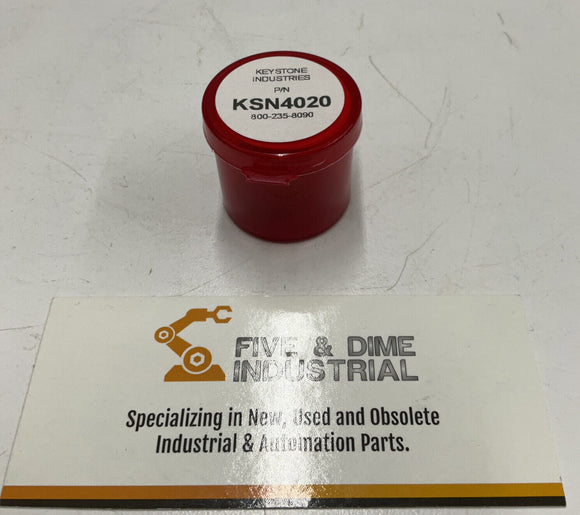 KEYSTONE
INDUSTRIES
P/N
KSN4020
800-235-8090
FIVE & DIME
INDUSTRIAL
Specializing in New, Used and Obsolete
Industrial & Automation Parts.